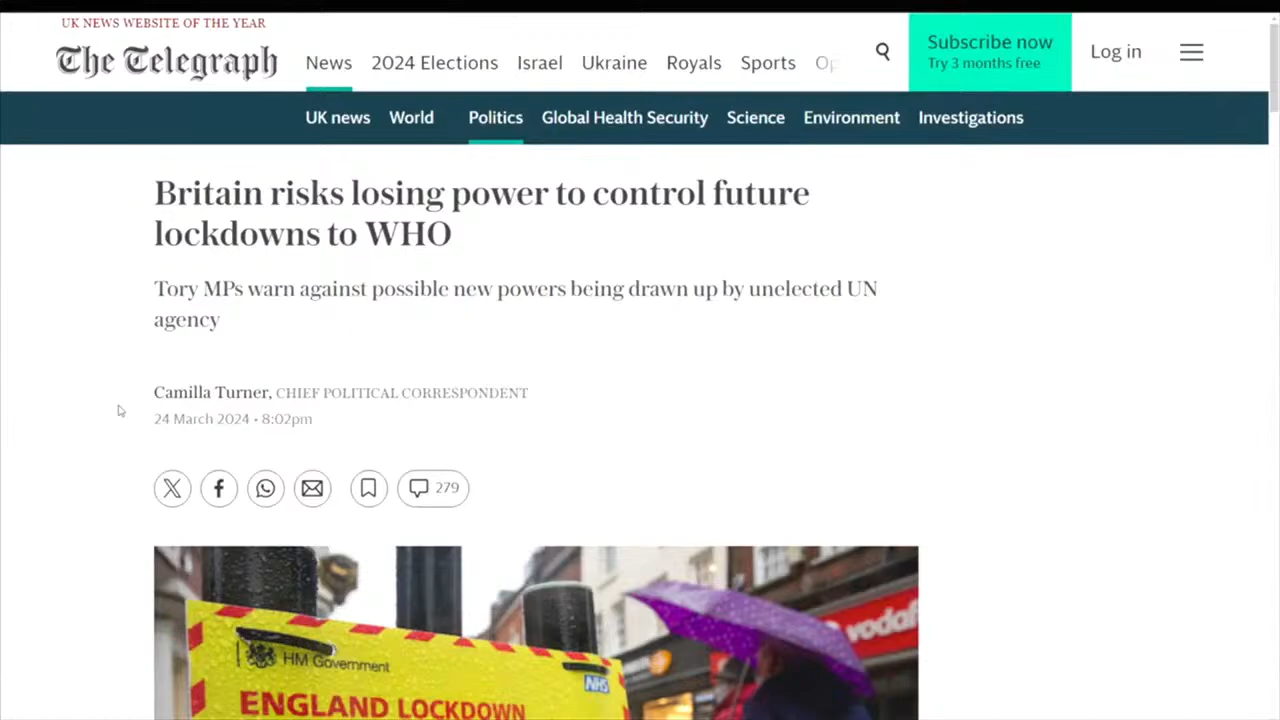 UK NEWS WEBSITE OF THE YEAR
The Telegraph
News 2024 Elections Israel Ukraine Royals Sports Op
Subscribe now
Try 3 months free
Log in
UK news World Politics Global Health Security Science Environment Investigations
Britain risks losing power to control future
lockdowns to WHO
Tory MPs warn against possible new powers being drawn up by unelected UN
agency
Camilla Turner, CHIEF POLITICAL CORRESPONDENT
24 March 2024 • 8:02pm
279
HM Government
NHS
ENGLAND LOCKDOWN
vodaf